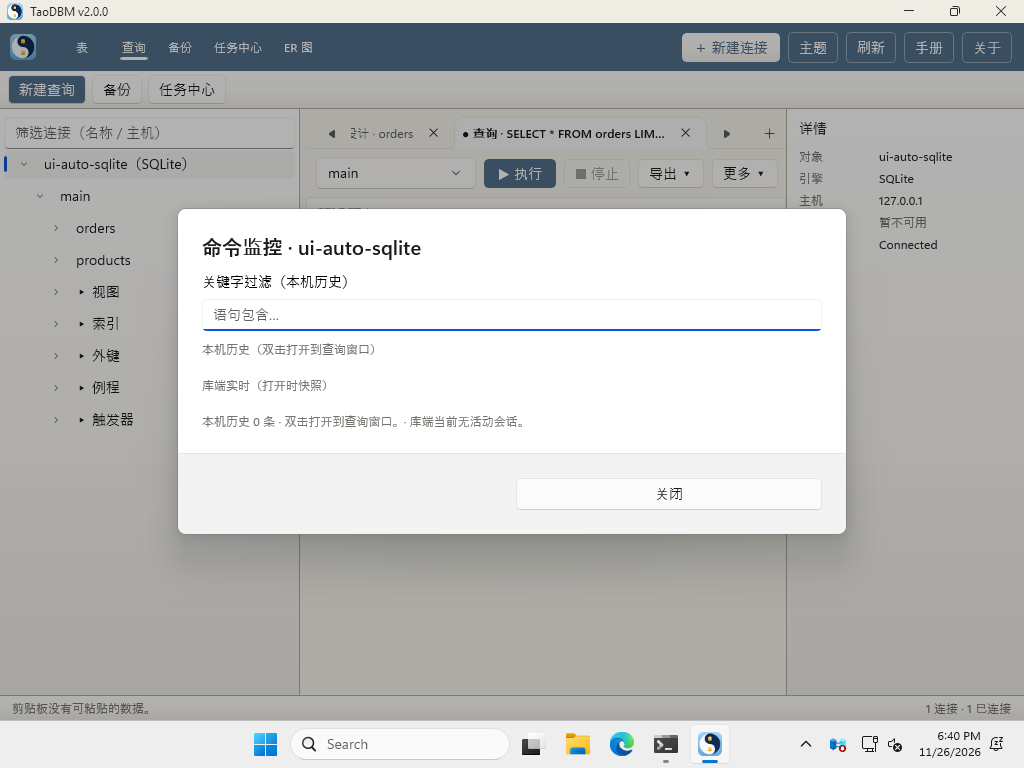 TaoDBM v2.0.0
表
查询
备份
任务中心
ER 图
+ 新建连接
主题
刷新
手册
关于
新建查询
备份
任务中心
筛选连接（名称 / 主机）
ui-auto-sqlite（SQLite）
main
orders
products
视图
索引
外键
例程
触发器
设计 · orders
● 查询 · SELECT * FROM orders LIM...
main
执行
停止
导出
更多
详情
对象 ui-auto-sqlite
引擎 SQLite
主机 127.0.0.1
暂不可用
Connected
命令监控 · ui-auto-sqlite
关键字过滤（本机历史）
语句包含...
本机历史（双击打开到查询窗口）
库端实时（打开时快照）
本机历史 0 条 · 双击打开到查询窗口。· 库端当前无活动会话。
关闭
剪贴板没有可粘贴的数据。
1 连接 · 1 已连接
Search
6:40 PM
11/26/2026